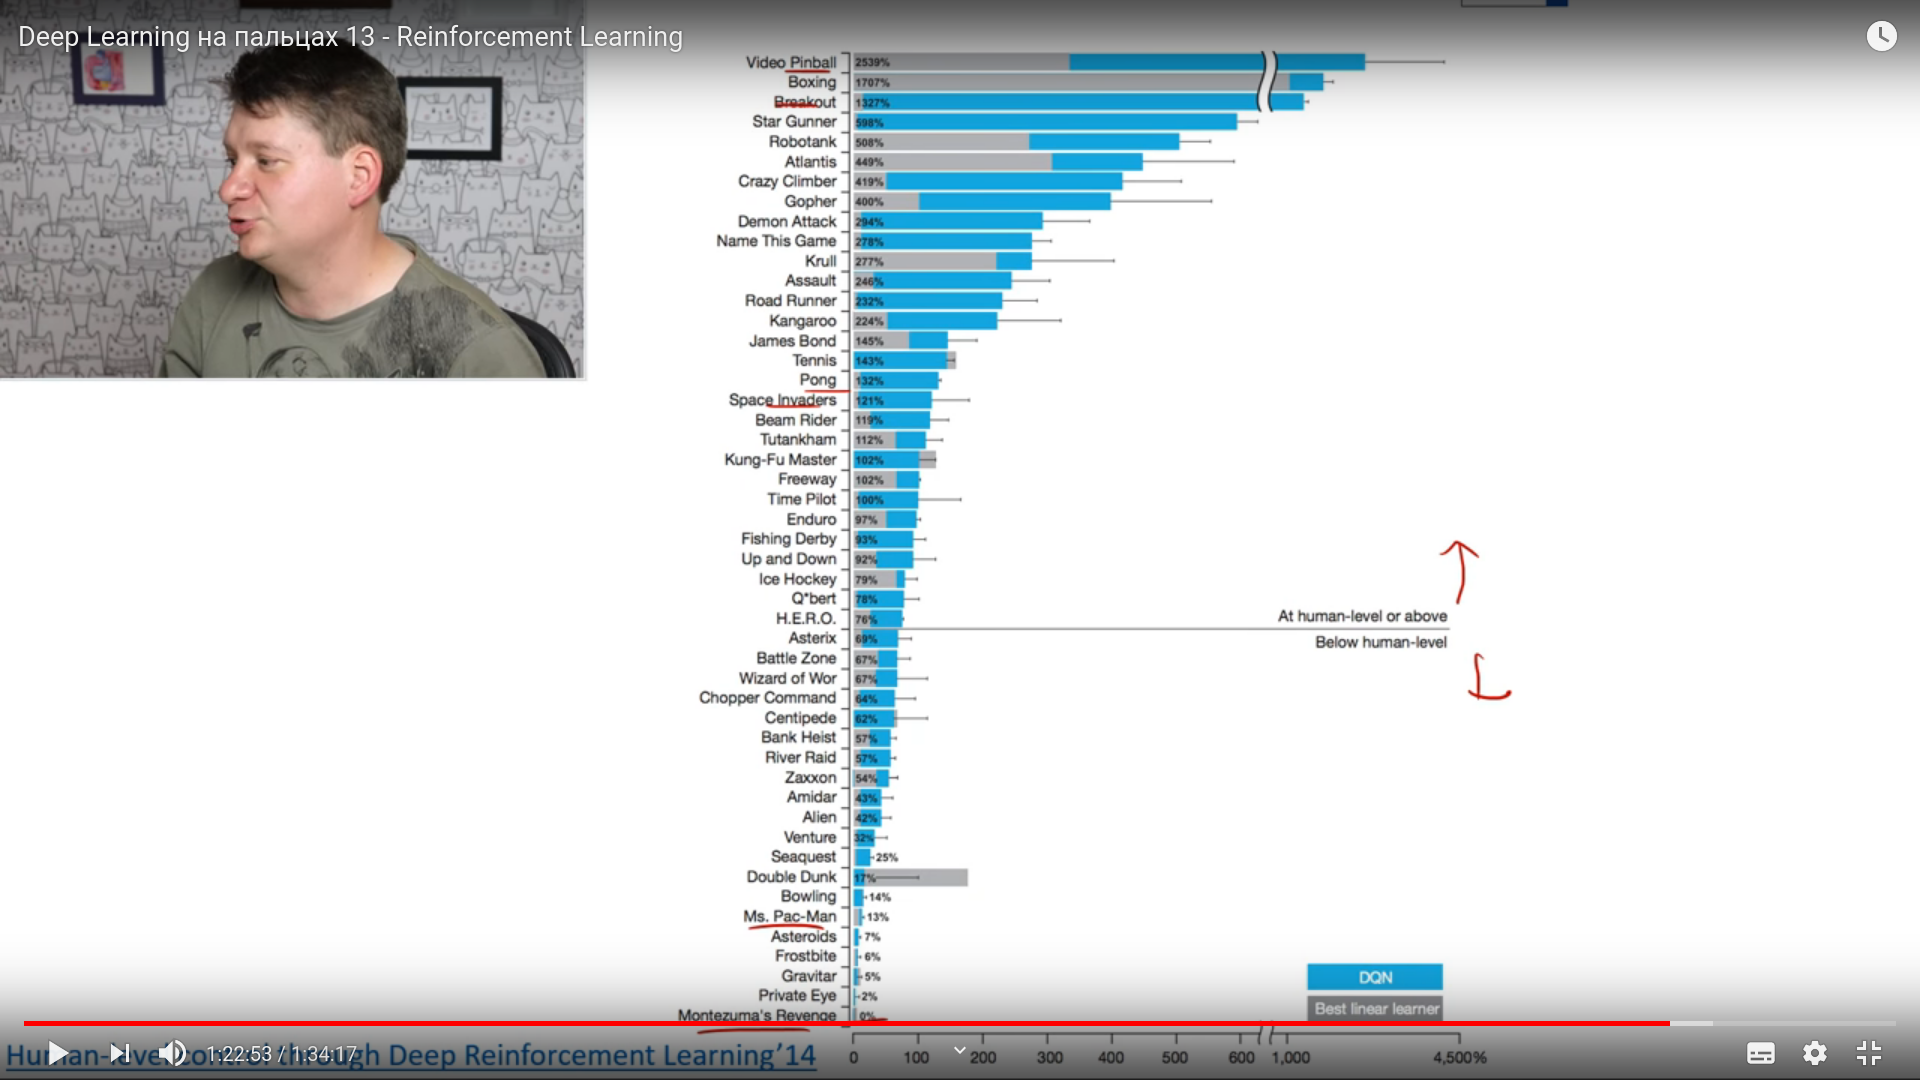 Deep Learning на пальцах 13 - Reinforcement Learning
Video Pinball 2539%
Boxing 1707%
Breakout 1327%
Star Gunner 598%
Robotank 508%
Atlantis 449%
Crazy Climber 419%
Gopher 400%
Demon Attack 294%
Name This Game 278%
Krull 277%
Assault 246%
Road Runner 232%
Kangaroo 224%
James Bond 145%
Tennis 143%
Pong 132%
Space Invaders 121%
Beam Rider 119%
Tutankham 112%
Kung-Fu Master 102%
Freeway 102%
Time Pilot 100%
Enduro 97%
Fishing Derby 93%
Up and Down 92%
Ice Hockey 79%
Q*bert 78%
H.E.R.O. 76%
At human-level or above
Asterix 69%
Below human-level
Battle Zone 67%
Wizard of Wor 67%
Chopper Command 64%
Centipede 62%
Bank Heist 57%
River Raid 57%
Zaxxon 54%
Amidar 43%
Alien 42%
Venture 32%
Seaquest 25%
Double Dunk 17%
Bowling 14%
Ms. Pac-Man 13%
Asteroids 7%
Frostbite 6%
Gravitar 5%
Private Eye 2%
Montezuma's Revenge 0%
DQN
Best linear learner
0 100 200 300 400 500 600 1,000 4,500%
Human-level control through Deep Reinforcement Learning’14
1:22:53 / 1:34:17